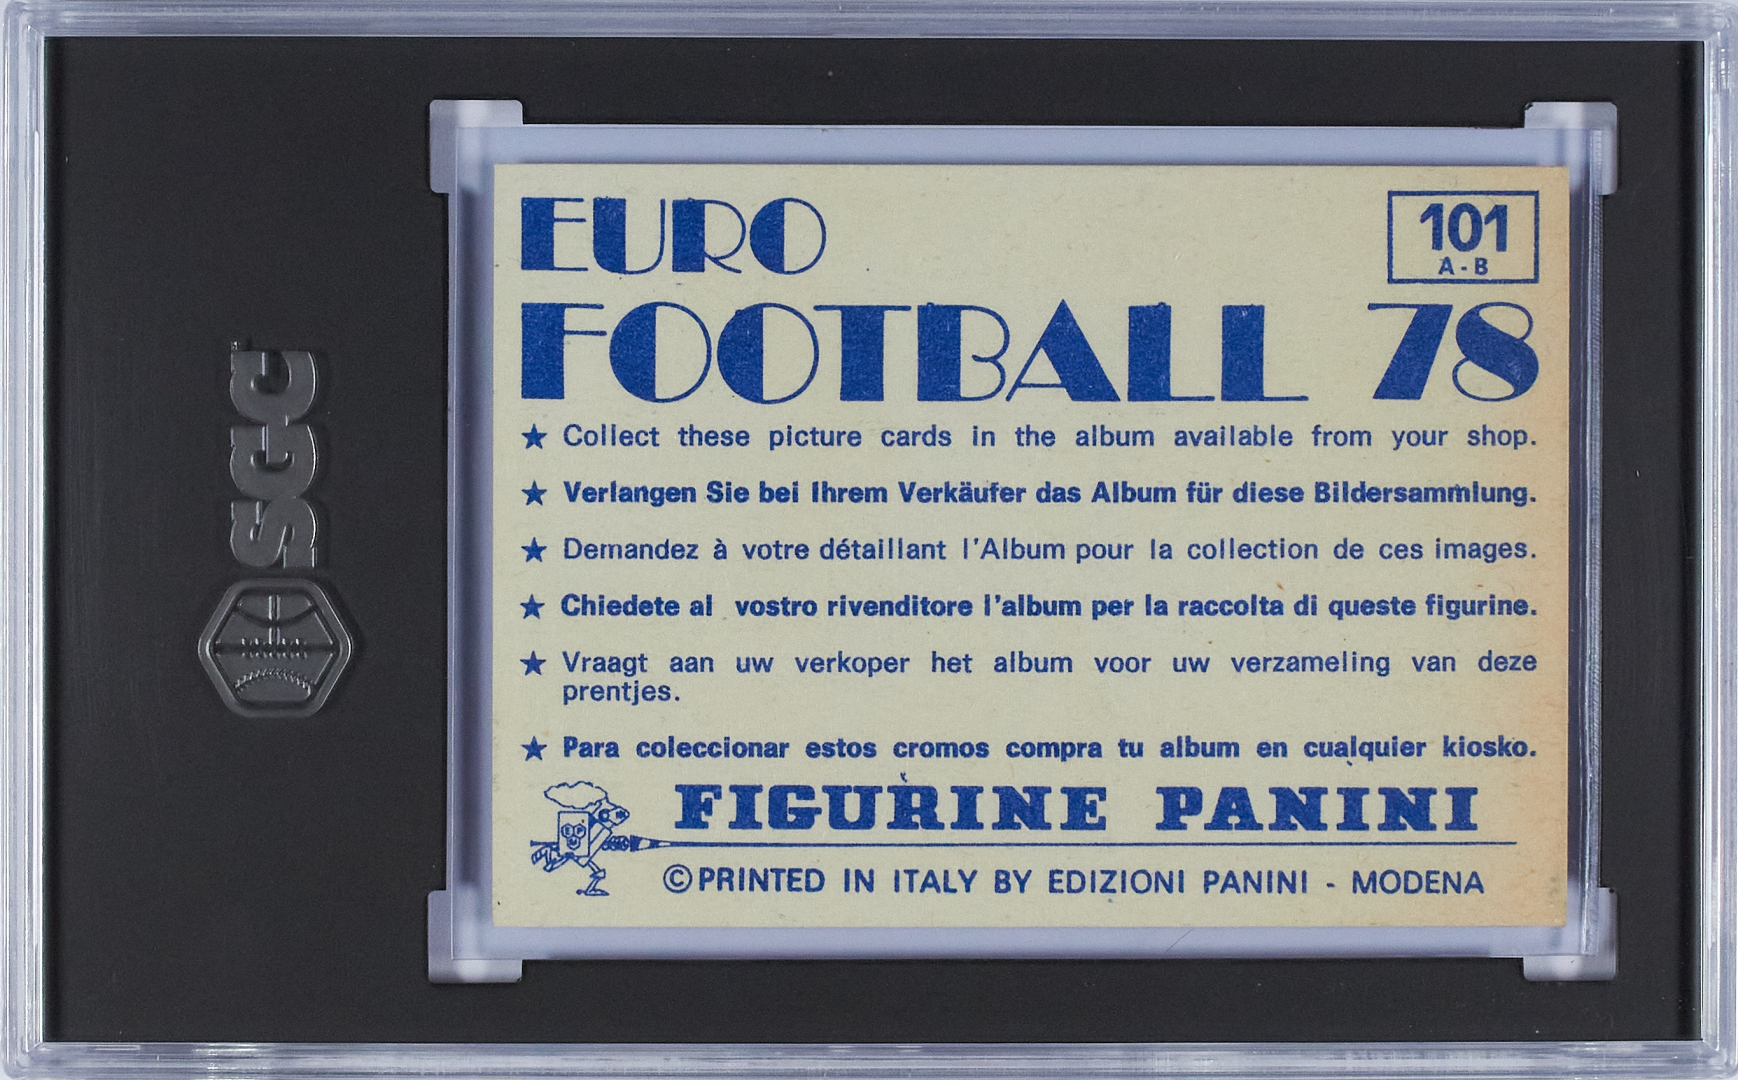 EURO
101
A - B
FOOTBALL 78
★ Collect these picture cards in the album available from your shop.
★ Verlangen Sie bei Ihrem Verkäufer das Album für diese Bildersammlung.
★ Demandez à votre détaillant l'Album pour la collection de ces images.
★ Chiedete al vostro rivenditore l'album per la raccolta di queste figurine.
★ Vraagt aan uw verkoper het album voor uw verzameling van deze
prentjes.
★ Para coleccionar estos cromos compra tu album en cualquier kiosko.
FIGURINE PANINI
©PRINTED IN ITALY BY EDIZIONI PANINI - MODENA
SGC